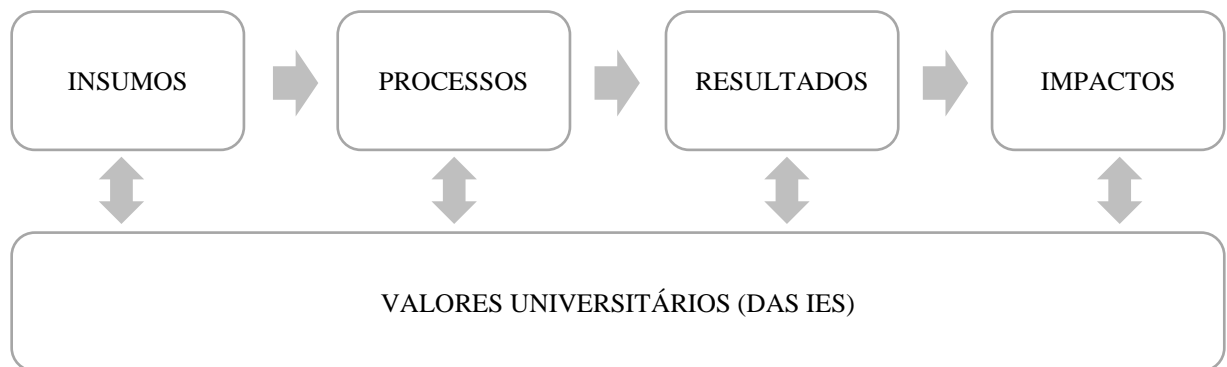 INSUMOS
PROCESSOS
RESULTADOS
IMPACTOS
VALORES UNIVERSITÁRIOS (DAS IES)